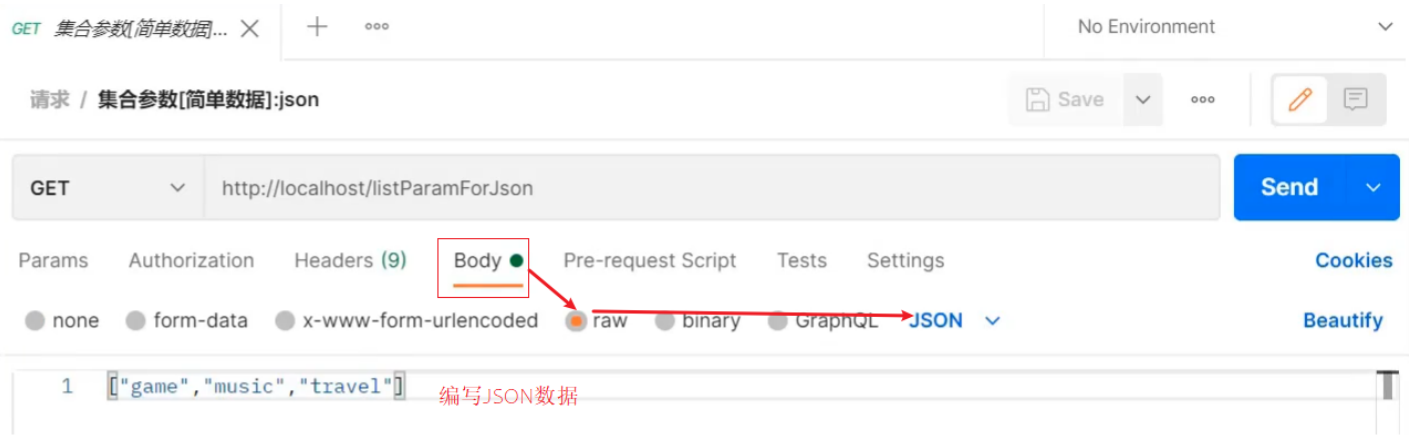 GET 集合参数[简单数据]... No Environment
请求 / 集合参数[简单数据]:json Save
GET http://localhost/listParamForJson Send
Params Authorization Headers (9) Body Pre-request Script Tests Settings Cookies
none form-data x-www-form-urlencoded raw binary GraphQL JSON Beautify
1 ["game","music","travel"] 编写JSON数据